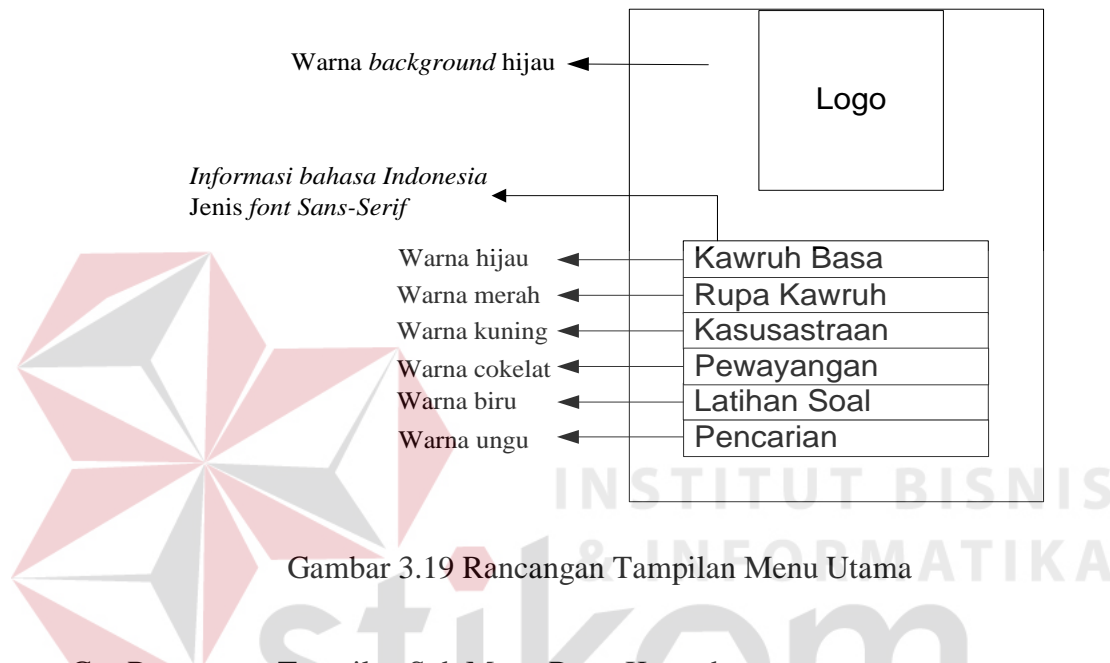 Warna background hijau
Logo
Informasi bahasa Indonesia
Jenis font Sans-Serif
Warna hijau
Kawruh Basa
Warna merah
Rupa Kawruh
Warna kuning
Kasusastraan
Warna cokelat
Pewayangan
Warna biru
Latihan Soal
Warna ungu
Pencarian
INSTITUT BISNIS
& INFORMATIKA
Gambar 3.19 Rancangan Tampilan Menu Utama
stikom